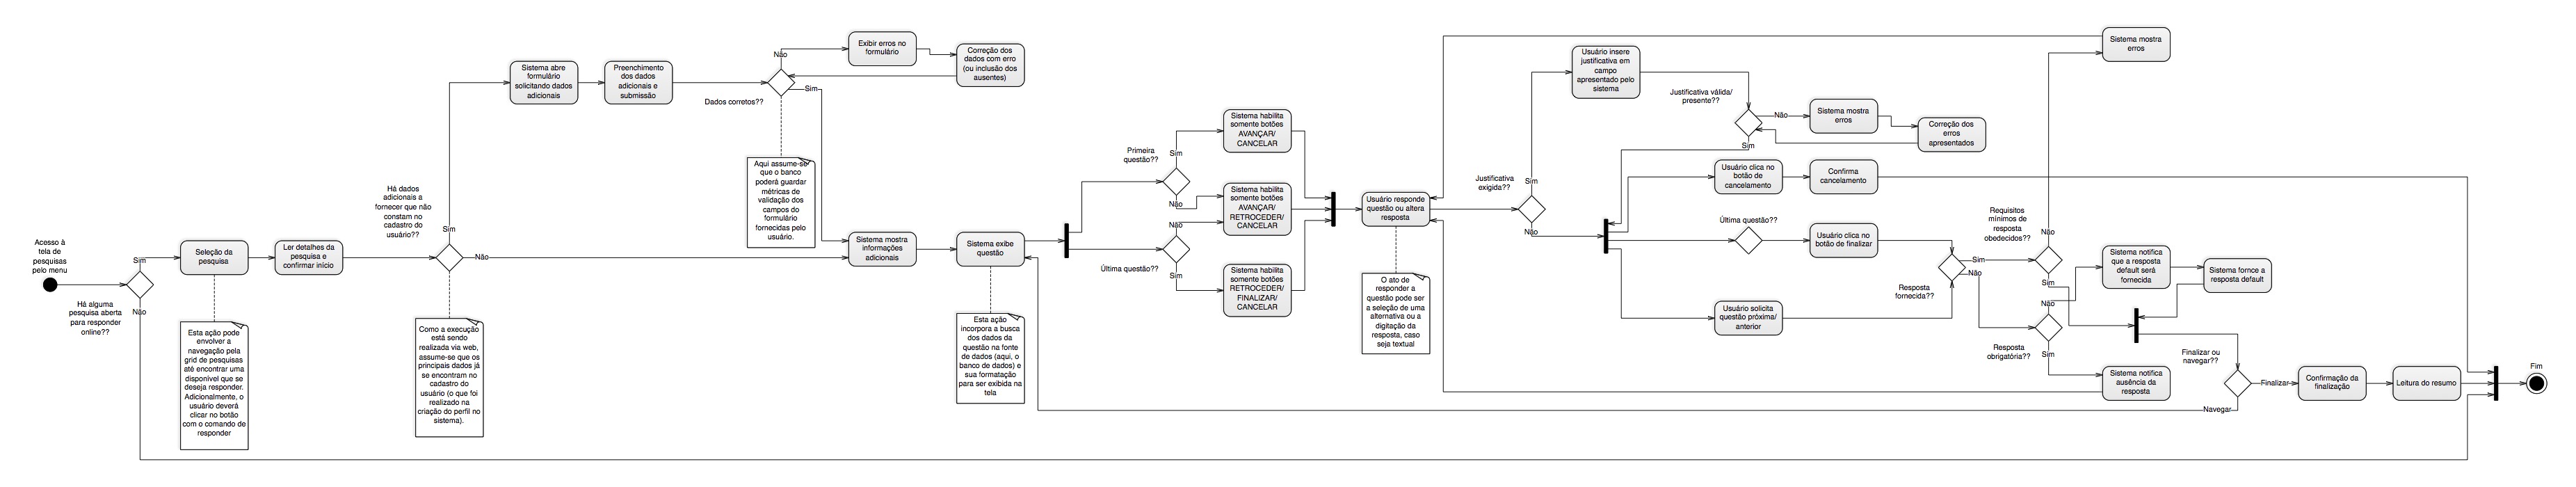 Acesso à
tela de
pesquisas
pelo menu
Há alguma
pesquisa aberta
para responder
online??
Sim
Não
Seleção da
pesquisa
Esta ação pode
envolver a
navegação pela
grid de pesquisas
até encontrar uma
disponível que se
deseja responder.
Adicionalmente, o
usuário deverá
clicar no botão
com o comando de
responder
Ler detalhes da
pesquisa e
confirmar início
Há dados
adicionais a
fornecer que não
constam no
cadastro do
usuário??
Sim
Não
Como a execução
está sendo
realizada via web,
assume-se que os
principais dados já
se encontram no
cadastro do
usuário (o que foi
realizado na
criação do perfil no
sistema).
Sistema abre
formulário
solicitando dados
adicionais
Preenchimento
dos dados
adicionais e
submissão
Dados corretos??
Não
Sim
Exibir erros no
formulário
Correção dos
dados com erro
(ou inclusão dos
ausentes)
Aqui assume-se
que o banco
poderá guardar
métricas de
validação dos
campos do
formulário
fornecidas pelo
usuário.
Sistema mostra
informações
adicionais
Sistema exibe
questão
Esta ação
incorpora a busca
dos dados da
questão na fonte
de dados (aqui, o
banco de dados) e
sua formatação
para ser exibida na
tela
Primeira
questão??
Sim
Não
Última questão??
Não
Sim
Sistema habilita
somente botões
AVANÇAR/
CANCELAR
Sistema habilita
somente botões
AVANÇAR/
RETROCEDER/
CANCELAR
Sistema habilita
somente botões
RETROCEDER/
FINALIZAR/
CANCELAR
Usuário responde
questão ou altera
resposta
O ato de
responder a
questão pode ser
a seleção de uma
alternativa ou a
digitação da
resposta, caso
seja textual
Justificativa
exigida??
Sim
Não
Usuário insere
justificativa em
campo
apresentado pelo
sistema
Justificativa válida/
presente??
Não
Sim
Sistema mostra
erros
Correção dos
erros
apresentados
Usuário clica no
botão de
cancelamento
Confirma
cancelamento
Última questão??
Usuário clica no
botão de finalizar
Usuário solicita
questão próxima/
anterior
Resposta
fornecida??
Sim
Não
Requisitos
mínimos de
resposta
obedecidos??
Não
Sim
Sistema mostra
erros
Resposta
obrigatória??
Não
Sim
Sistema notifica
que a resposta
default será
fornecida
Sistema fornce a
resposta default
Sistema notifica
ausência da
resposta
Finalizar ou
navegar??
Finalizar
Navegar
Confirmação da
finalização
Leitura do resumo
Fim